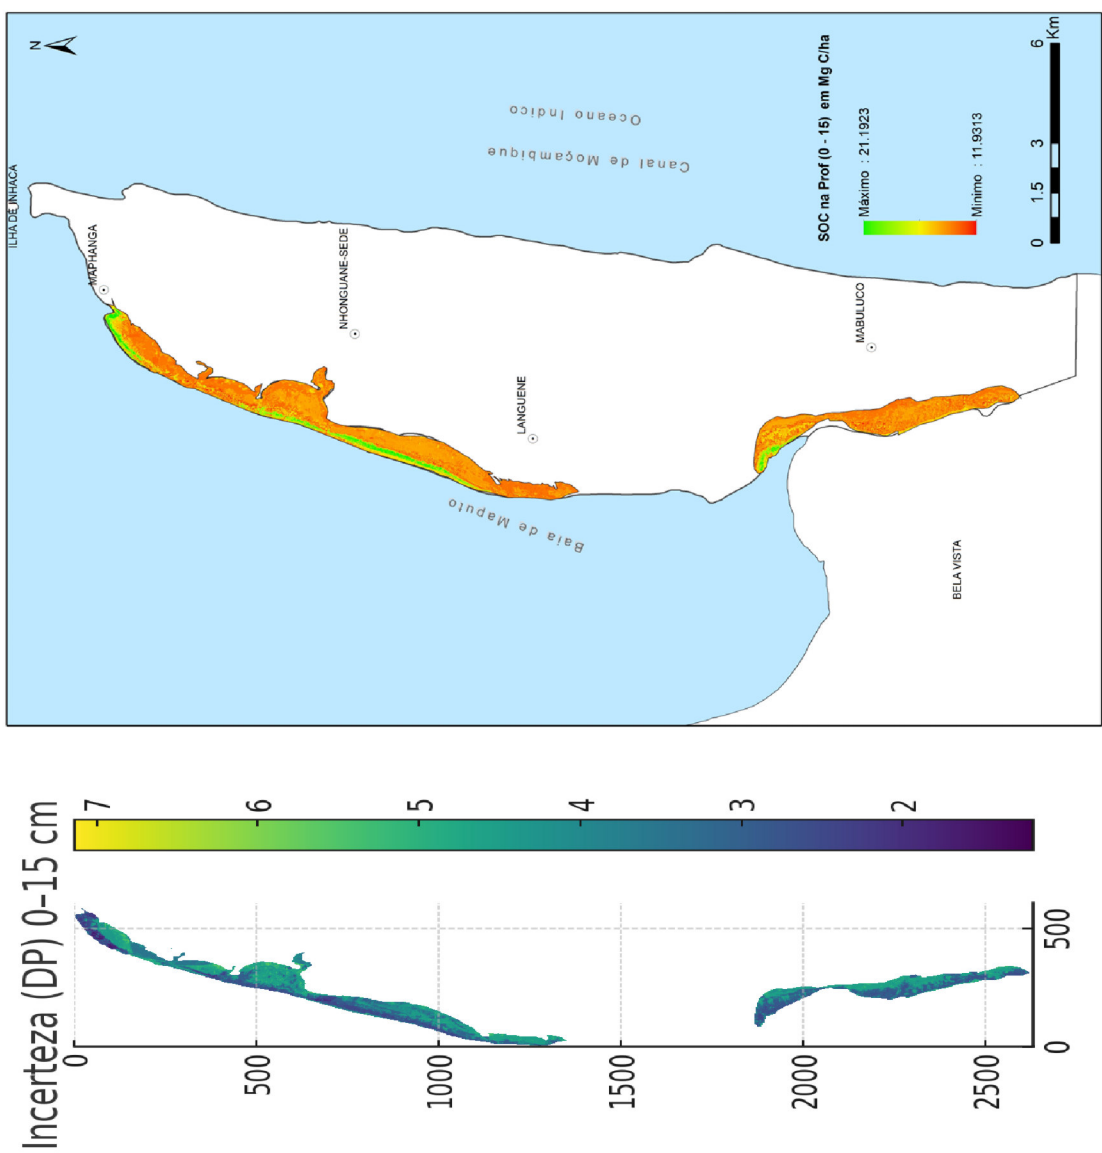 N
ILHA DE INHACA
MAPHANGA
NHONGUANE-SEDE
LANGUENE
MABULUCO
BELA VISTA
Baia de Maputo
Canal de Moçambique
Oceano Indico
SOC na Prof (0 - 15) em Mg C/ha
Máximo : 21.1923
Minimo : 11.9313
0 1.5 3 6
Km
Incerteza (DP) 0–15 cm
7
6
5
4
3
2
0
500
1000
1500
2000
2500
0
500